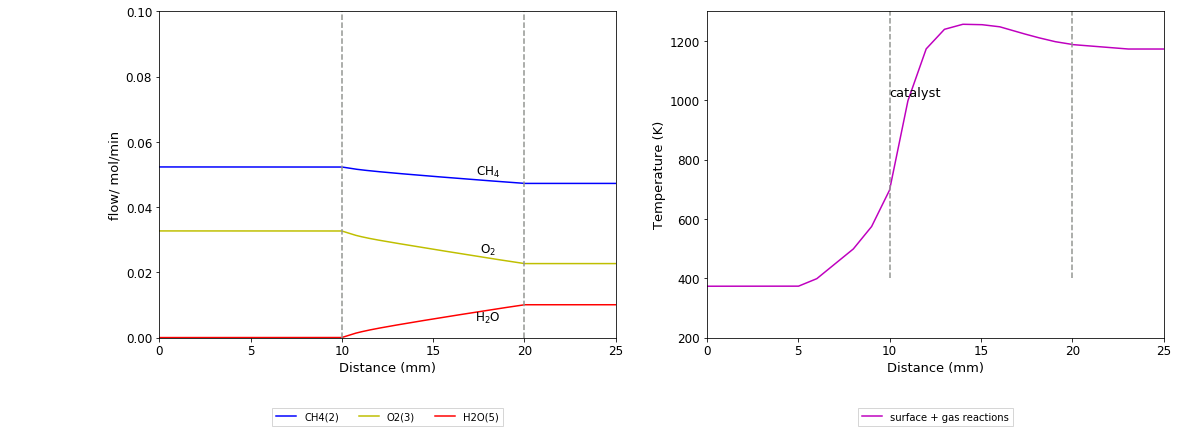 0.10
0.08
0.06
0.04
0.02
0.00
flow/ mol/min
CH₄
O₂
H₂O
0 5 10 15 20 25
Distance (mm)
CH4(2) O2(3) H2O(5)
1200
1000
800
600
400
200
Temperature (K)
catalyst
0 5 10 15 20 25
Distance (mm)
surface + gas reactions